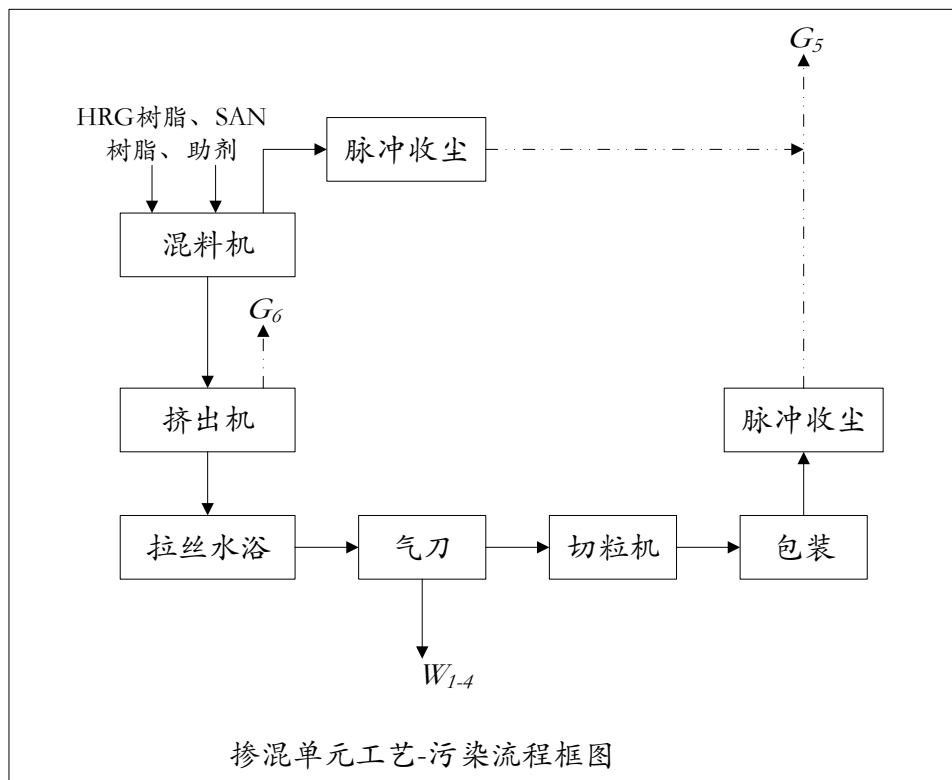 G5
HRG树脂、SAN
树脂、助剂
脉冲收尘
混料机
G6
挤出机
脉冲收尘
拉丝水浴
气刀
切粒机
包装
W1-4
掺混单元工艺-污染流程框图